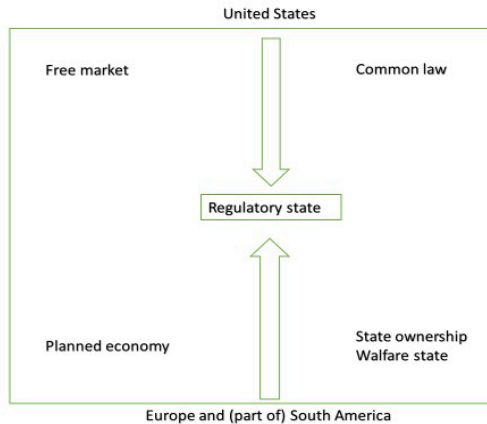 United States
Free market
Common law
Regulatory state
Planned economy
State ownership
Walfare state
Europe and (part of) South America